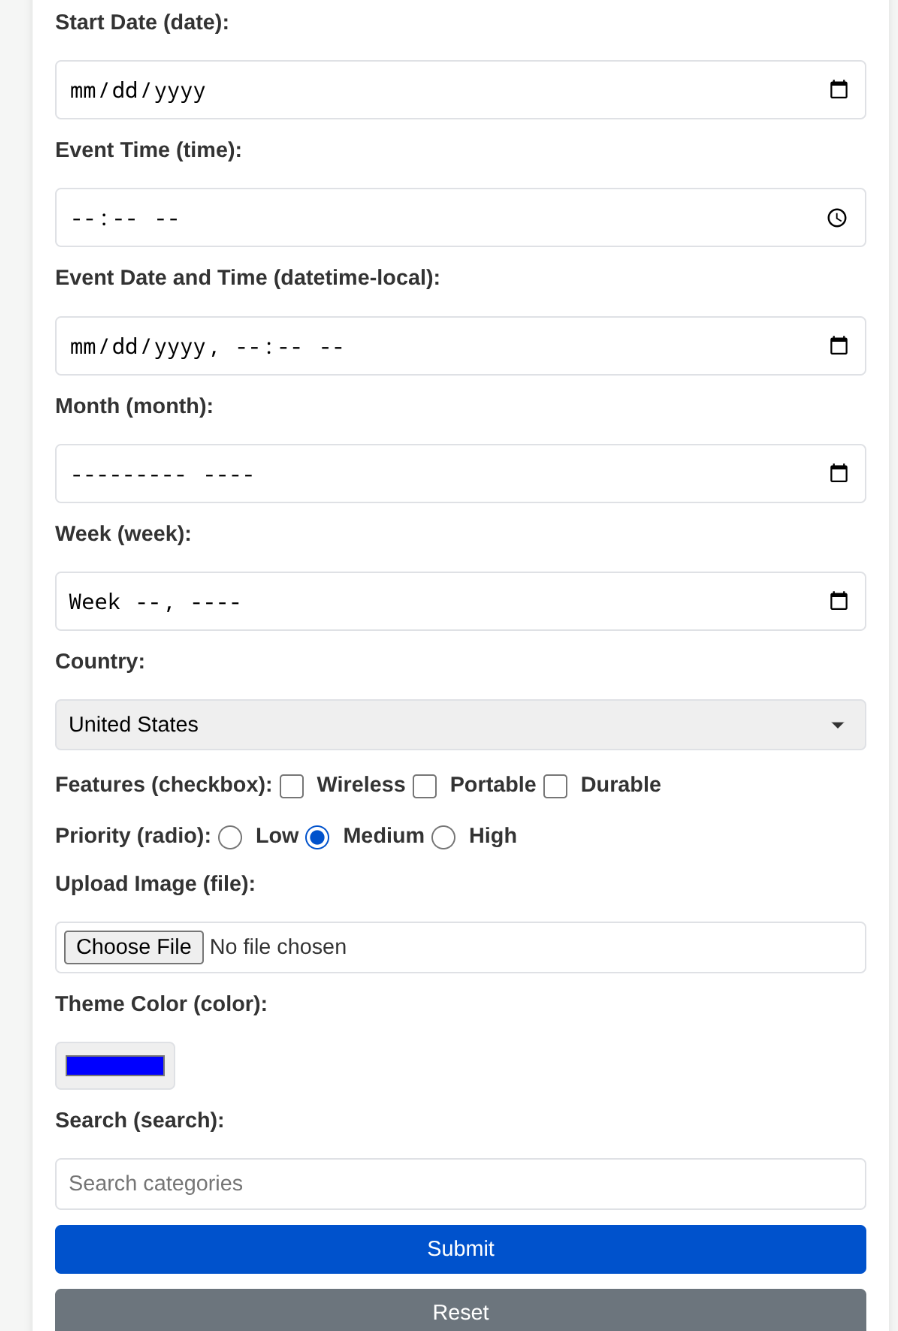 Start Date (date):
mm/dd/yyyy
Event Time (time):
--:-- --
Event Date and Time (datetime-local):
mm/dd/yyyy, --:-- --
Month (month):
--------- ----
Week (week):
Week --, ----
Country:
United States
Features (checkbox): Wireless Portable Durable
Priority (radio): Low Medium High
Upload Image (file):
Choose File No file chosen
Theme Color (color):
Search (search):
Search categories
Submit
Reset